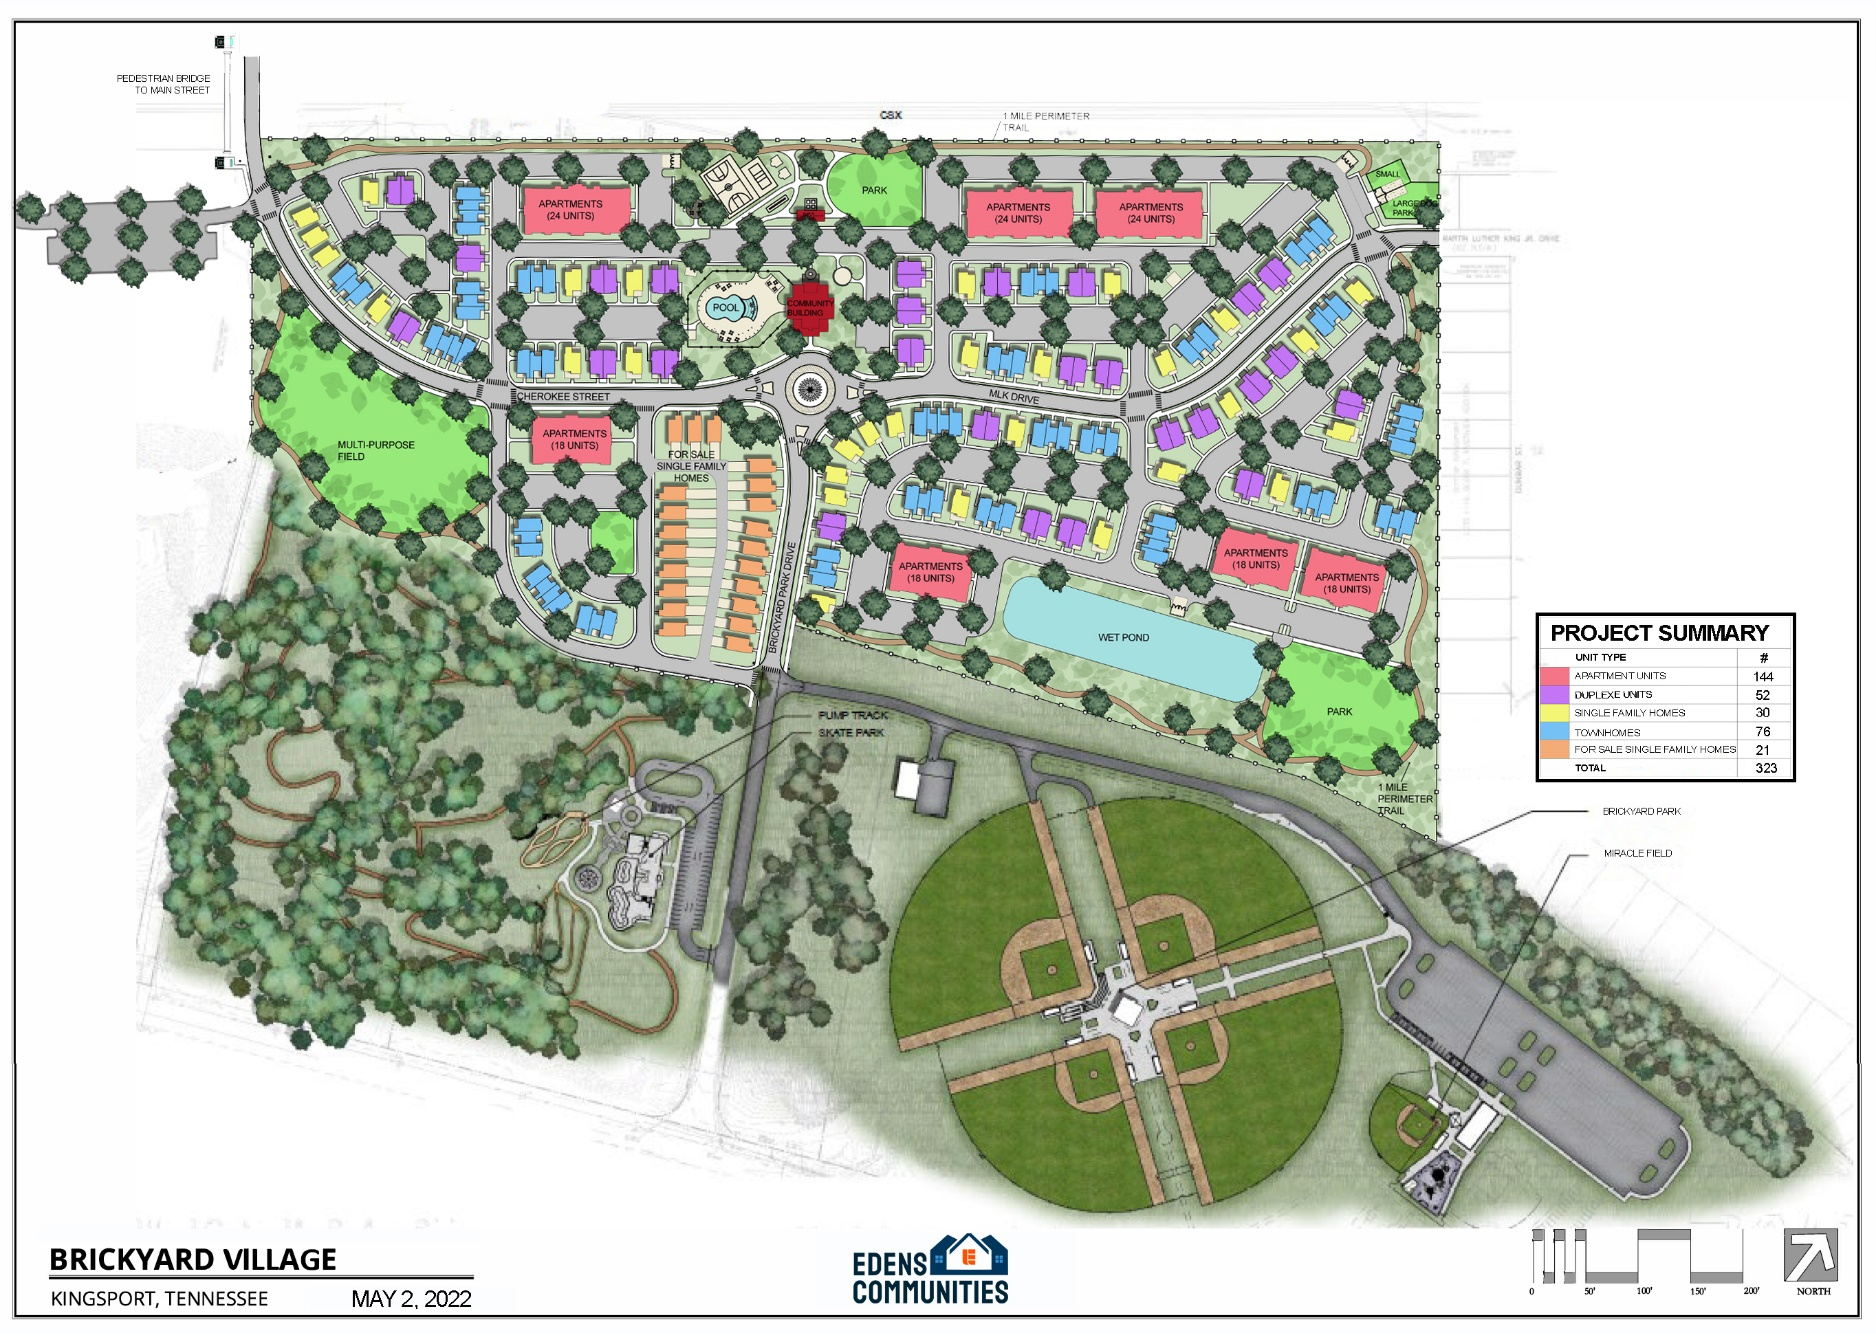 PEDESTRIAN BRIDGE
TO MAIN STREET
CSX
1 MILE PERIMETER
TRAIL
PARK
SMALL
LARGE DOG
PARK
APARTMENTS
(24 UNITS)
APARTMENTS
(24 UNITS)
APARTMENTS
(24 UNITS)
MARTIN LUTHER KING JR. DRIVE
POOL
COMMUNITY
BUILDING
CHEROKEE STREET
MLK DRIVE
MULTI-PURPOSE
FIELD
APARTMENTS
(18 UNITS)
FOR SALE
SINGLE FAMILY
HOMES
DUNBAR ST.
BRICKYARD PARK DRIVE
APARTMENTS
(18 UNITS)
APARTMENTS
(18 UNITS)
APARTMENTS
(18 UNITS)
WET POND
PARK
1 MILE
PERIMETER
TRAIL
PUMP TRACK
SKATE PARK
PROJECT SUMMARY
UNIT TYPE #
APARTMENT UNITS 144
DUPLEXE UNITS 52
SINGLE FAMILY HOMES 30
TOWNHOMES 76
FOR SALE SINGLE FAMILY HOMES 21
TOTAL 323
BRICKYARD PARK
MIRACLE FIELD
BRICKYARD VILLAGE
KINGSPORT, TENNESSEE MAY 2, 2022
EDENS
COMMUNITIES
0 50' 100' 150' 200'
NORTH